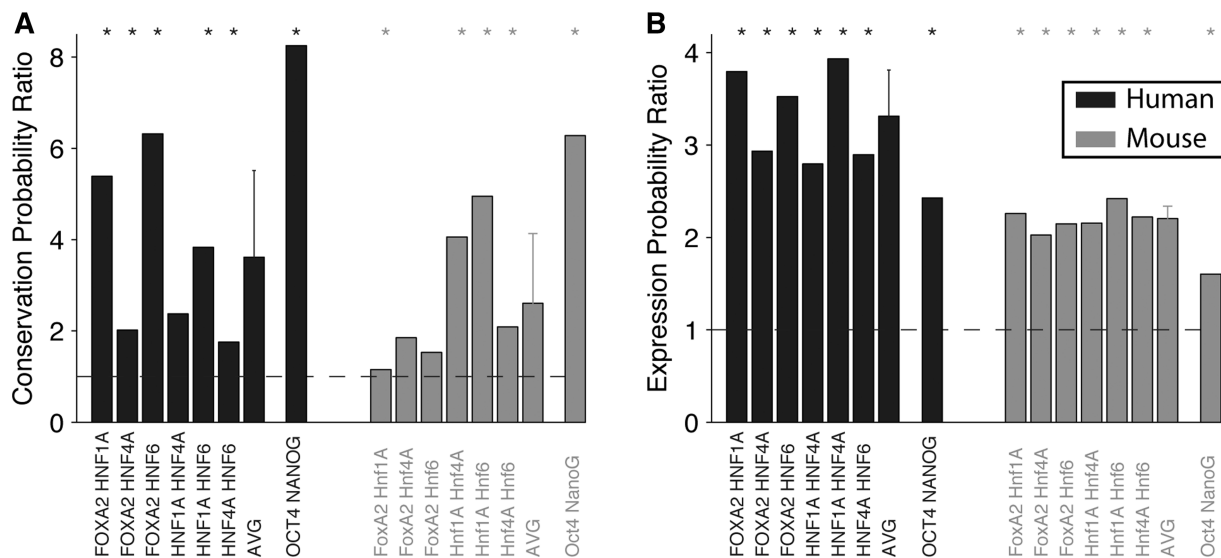 A
* * * * * * * * * * *
Conservation Probability Ratio
8
6
4
2
0
FOXA2 HNF1A
FOXA2 HNF4A
FOXA2 HNF6
HNF1A HNF4A
HNF1A HNF6
HNF4A HNF6
AVG
OCT4 NANOG
FoxA2 Hnf1A
FoxA2 Hnf4A
FoxA2 Hnf6
Hnf1A Hnf4A
Hnf1A Hnf6
Hnf4A Hnf6
AVG
Oct4 NanoG
B
* * * * * * * * * * * * * *
Expression Probability Ratio
4
3
2
1
0
Human
Mouse
FOXA2 HNF1A
FOXA2 HNF4A
FOXA2 HNF6
HNF1A HNF4A
HNF1A HNF4A
HNF4A HNF6
AVG
OCT4 NANOG
FoxA2 Hnf1A
FoxA2 Hnf4A
FoxA2 Hnf6
Hnf1A Hnf4A
Hnf1A Hnf6
Hnf4A Hnf6
AVG
Oct4 NanoG